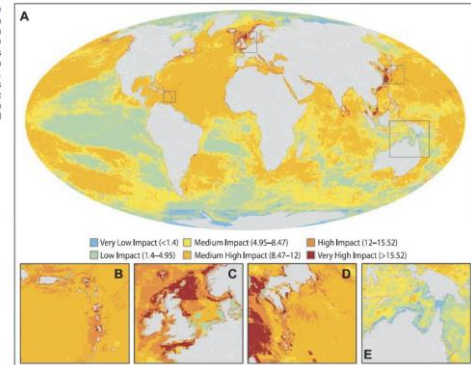 A
Very Low Impact (<1.4)
Medium Impact (4.95–8.47)
High Impact (12–15.52)
Low Impact (1.4–4.95)
Medium High Impact (8.47–12)
Very High Impact (>15.52)
B
C
D
E